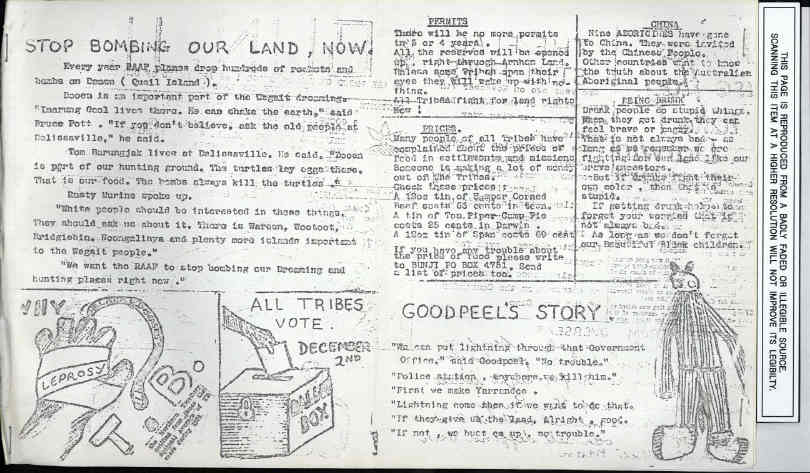 STOP BOMBING OUR LAND, NOW.
Every year RAAF planes drop hundreds of rockets and
bombs on Dooen ( Quail Island ).
Dooen is an important part of the Wagait dreaming.
"Imarung Gool lives there. He can shake the earth," said
Bruce Pott . "If you don't believe, ask the old people at
Delissaville," he said.
Tom Burungjak lives at Delissaville. He said, "Dooen
is part of our hunting ground. The turtles lay eggs there.
That is our food. The bombs always kill the turtles ."
Rusty Murine spoke up.
"White people should be interested in these things.
They should ask us about it. There is Waroon, Wootoot,
and plenty more islands important
to the Wagait people."
"We want the RAAF to stop bombing our Dreaming and
hunting places right now ."
PERMITS
There will be no more permits
in 3 or 4 years.
All the reserves will be opened
up, right through Arnhem Land.
Unless some Tribes open their
eyes they will wake up with no-
thing.
All Tribes fight for land rights
Now !
PRICES.
Many people of all Tribes have
complained about the prices of
food in settlements and missions
Someone is making a lot of money
out of the Tribes.
Check these prices :
A 12oz tin of Camper Corned
Beef costs 65 cents in town.
A tin of Tom Piper Camp Pie
costs 25 cents in Darwin .
A 12oz tin of Spam costs 69 cents
If you have any trouble about
the price of food please write
to BUNJI PO BOX 4751. Send
a list of prices too.
CHINA
Nine ABORIGINES have gone
to China. They were invited
by the Chinese People.
Other countries want to know
the truth about the Australian
Aboriginal people.
BEING DRUNK
Drunk people do stupid things.
When they get drunk they can
feel brave or angry.
That is not always bad - as
long as we remember we are
fighting for our land like our
brave ancestors.
But if drunks fight their
own color , then this is
stupid.
If getting drunk helps to
forget your worries that is
not always bad.
As long as we don't forget
our Beautiful Black children.
WHY
LEPROSY
T.B.
ALL TRIBES
VOTE.
DECEMBER
2ND
BALLOT
BOX
GOODPEEL'S STORY.
"We can put lightning through that Government
Office." said Goodpeel. "No trouble."
"Police station , anywhere we kill him."
"First we make Yarrandoo .
"Lightning come then if we want to do that.
"If they give us the land, alright , good.
"If not , we bust em up , no trouble."
THIS PAGE IS REPRODUCED FROM A BADLY FADED OR ILLEGIBLE SOURCE.
SCANNING THIS ITEM AT A HIGHER RESOLUTION WILL NOT IMPROVE ITS LEGIBILTY.